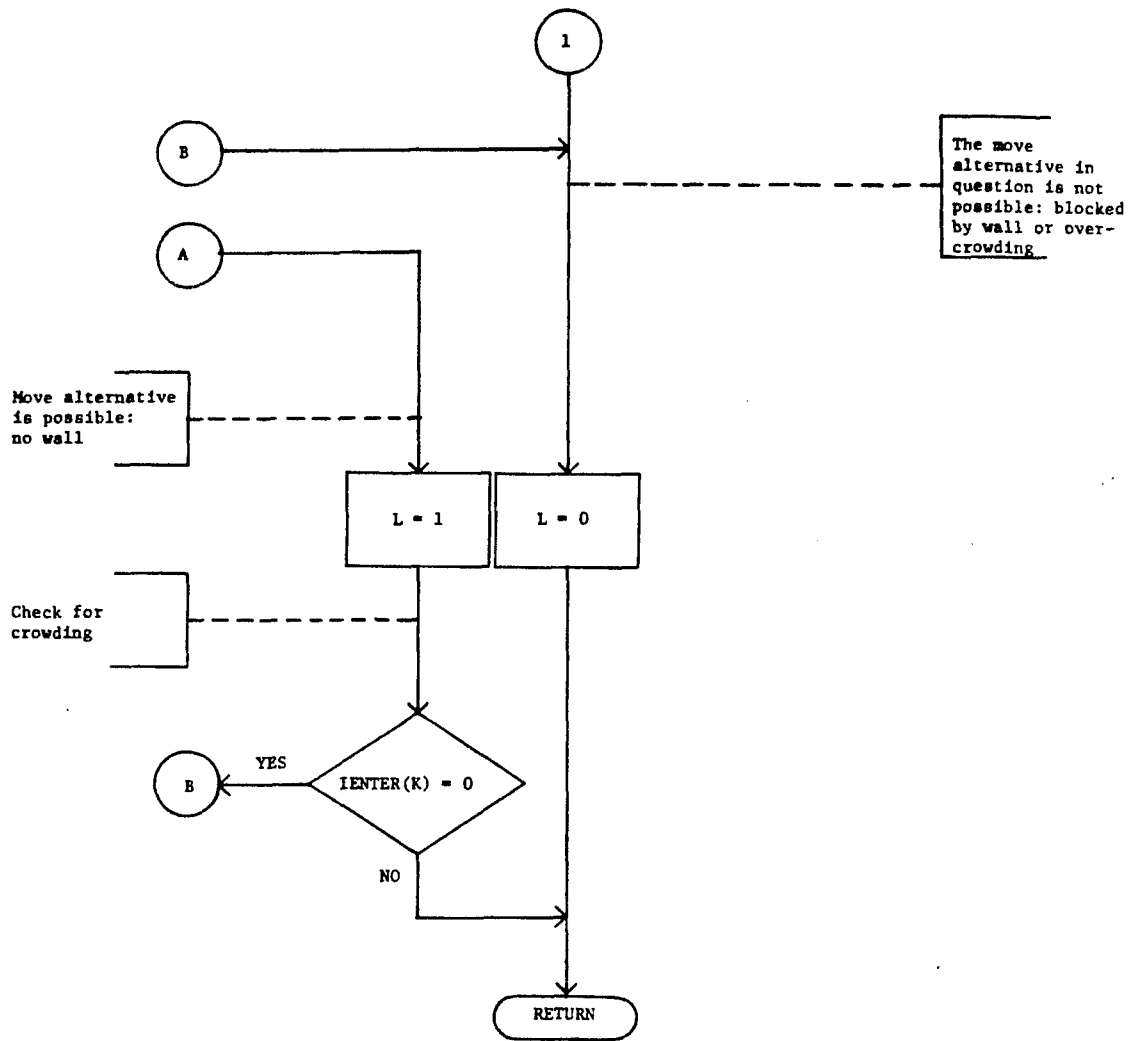 1
B
The move
alternative in
question is not
possible: blocked
by wall or over-
crowding
A
Move alternative
is possible:
no wall
L = 1
L = 0
Check for
crowding
YES
B
IENTER(K) = 0
NO
RETURN